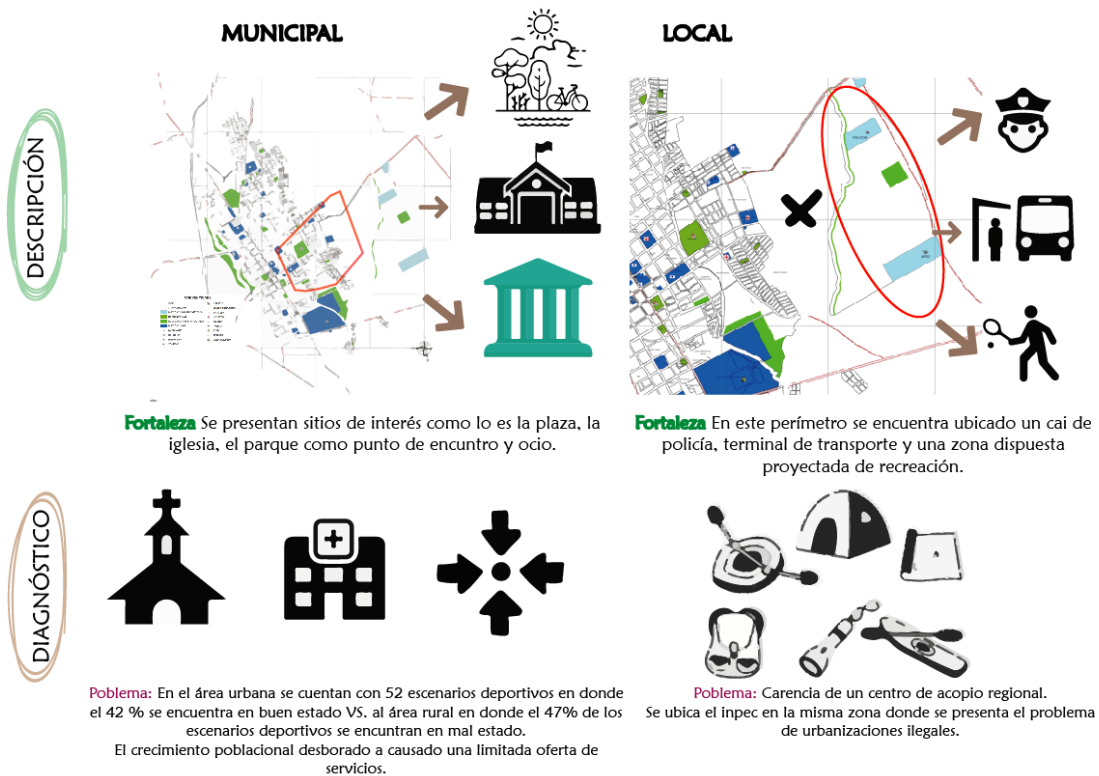 MUNICIPAL
LOCAL
DESCRIPCIÓN
Fortaleza Se presentan sitios de interés como lo es la plaza, la
iglesia, el parque como punto de encuntro y ocio.
Fortaleza En este perímetro se encuentra ubicado un cai de
policía, terminal de transporte y una zona dispuesta
proyectada de recreación.
DIAGNÓSTICO
Poblema: En el área urbana se cuentan con 52 escenarios deportivos en donde
el 42 % se encuentra en buen estado VS. al área rural en donde el 47% de los
escenarios deportivos se encuntran en mal estado.
El crecimiento poblacional desborado a causado una limitada oferta de
servicios.
Poblema: Carencia de un centro de acopio regional.
Se ubica el inpec en la misma zona donde se presenta el problema
de urbanizaciones ilegales.